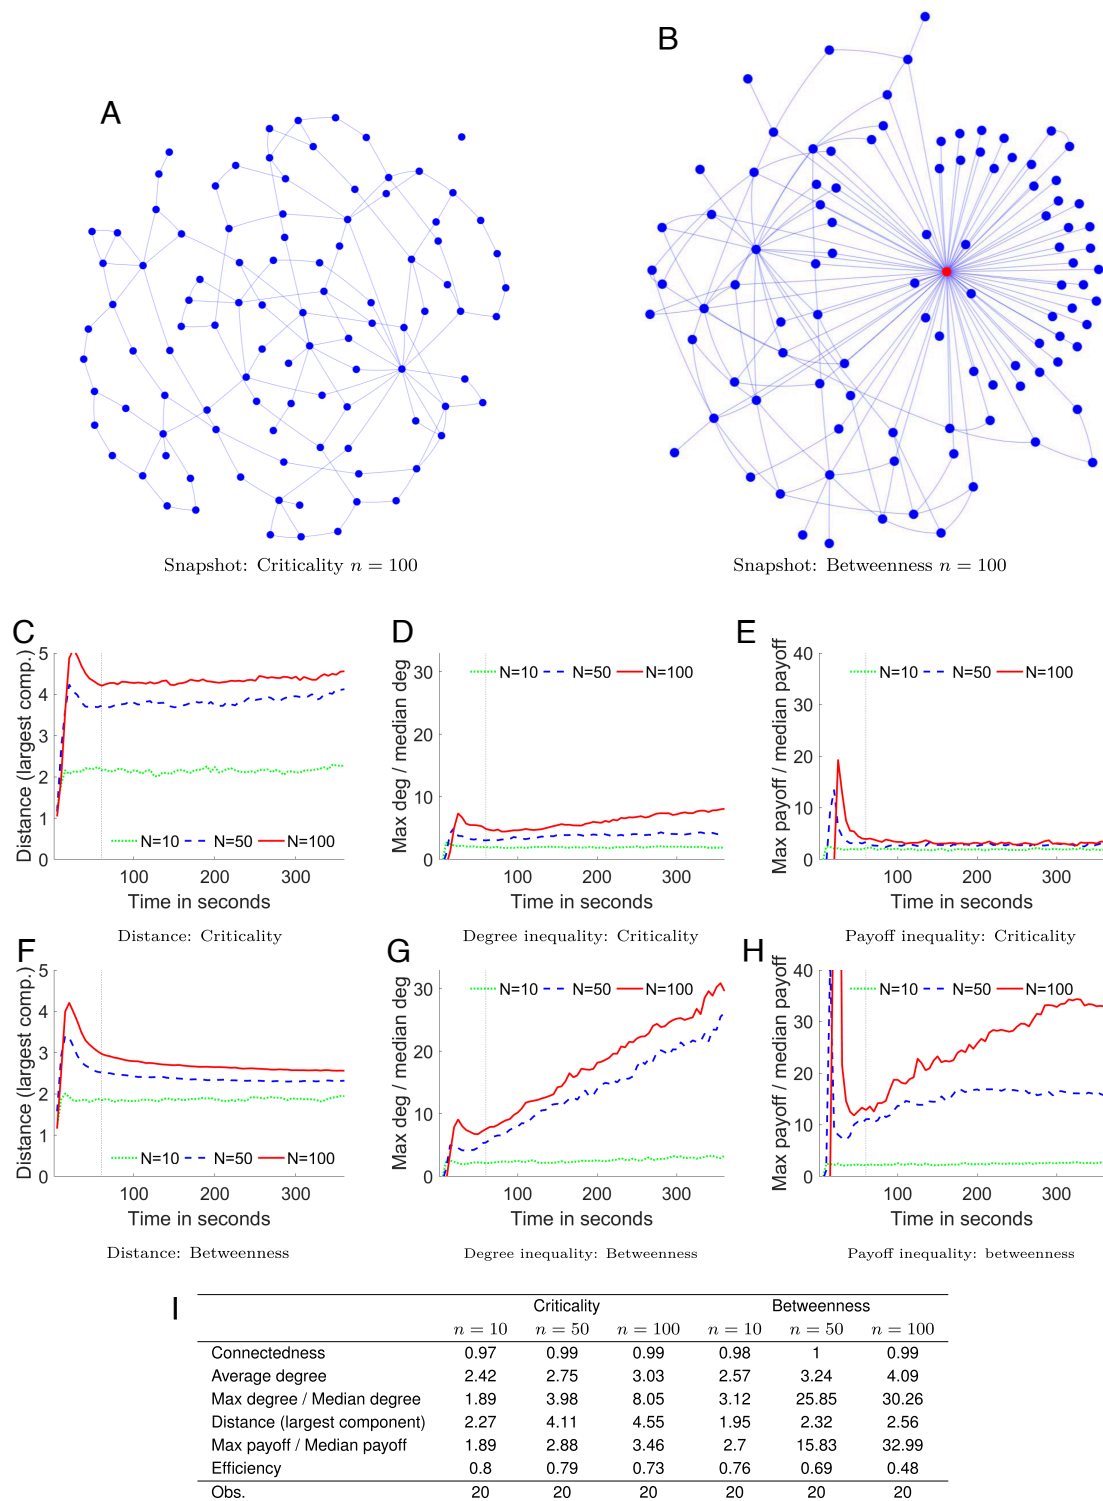 A
B
Snapshot: Criticality n = 100
Snapshot: Betweenness n = 100
C
Distance (largest comp.)
5
4
3
2
1
0
N=10 N=50 N=100
100 200 300
Time in seconds
Distance: Criticality
D
Max deg / median deg
30
20
10
0
N=10 N=50 N=100
100 200 300
Time in seconds
Degree inequality: Criticality
E
Max payoff / median payoff
40
30
20
10
0
N=10 N=50 N=100
100 200 300
Time in seconds
Payoff inequality: Criticality
F
Distance (largest comp.)
5
4
3
2
1
0
N=10 N=50 N=100
100 200 300
Time in seconds
Distance: Betweenness
G
Max deg / median deg
30
20
10
0
N=10 N=50 N=100
100 200 300
Time in seconds
Degree inequality: Betweenness
H
Max payoff / median payoff
40
30
20
10
0
N=10 N=50 N=100
100 200 300
Time in seconds
Payoff inequality: betweenness
I
Criticality Betweenness
n = 10 n = 50 n = 100 n = 10 n = 50 n = 100
Connectedness 0.97 0.99 0.99 0.98 1 0.99
Average degree 2.42 2.75 3.03 2.57 3.24 4.09
Max degree / Median degree 1.89 3.98 8.05 3.12 25.85 30.26
Distance (largest component) 2.27 4.11 4.55 1.95 2.32 2.56
Max payoff / Median payoff 1.89 2.88 3.46 2.7 15.83 32.99
Efficiency 0.8 0.79 0.73 0.76 0.69 0.48
Obs. 20 20 20 20 20 20